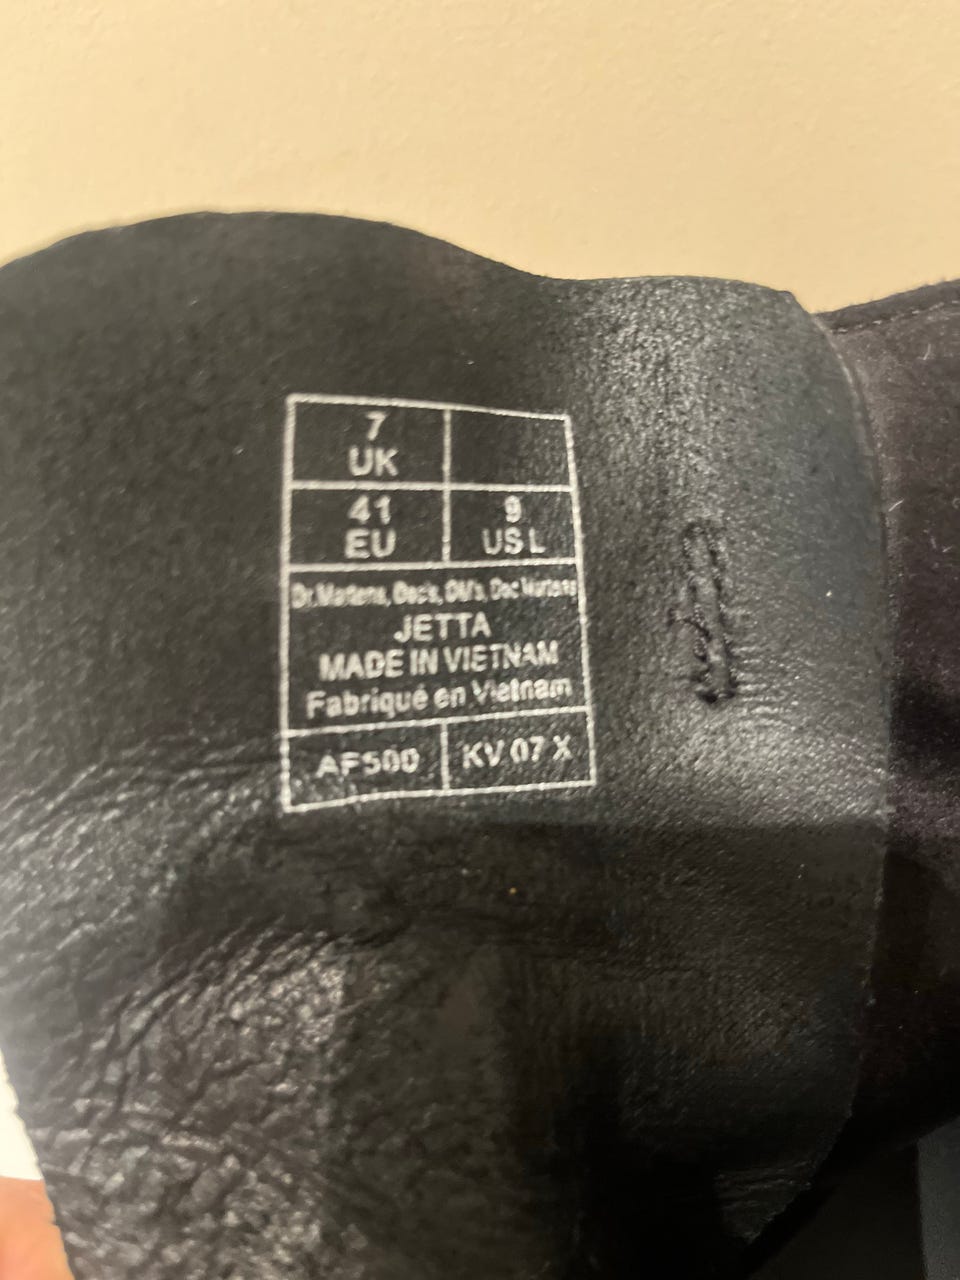 7
UK
41
EU
9
US L
Dr.Martens, Doc's, DM's, Doc Martens
JETTA
MADE IN VIETNAM
Fabriqué en Vietnam
AF500
KV 07 X